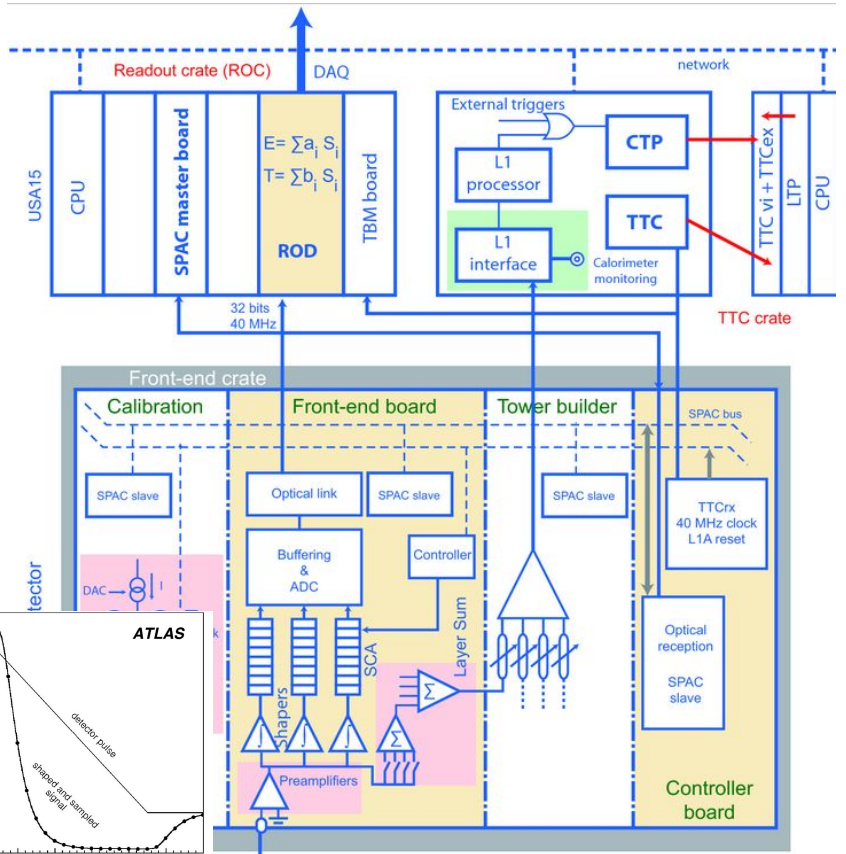 Readout crate (ROC)
DAQ
network
USA15
CPU
SPAC master board
E= ∑a_i S_i
T= ∑b_i S_i
ROD
TBM board
External triggers
CTP
L1
processor
TTC
L1
interface
Calorimeter
monitoring
TTC vi + TTCex
LTP
CPU
TTC crate
32 bits
40 MHz
Front-end crate
Calibration
Front-end board
Tower builder
SPAC bus
SPAC slave
Optical link
SPAC slave
SPAC slave
TTCrx
40 MHz clock
L1A reset
Buffering
&
ADC
Controller
DAC
I
SCA
Layer Sum
Shapers
∫
∫
∫
∑
∑
Preamplifiers
Optical
reception
SPAC
slave
Controller
board
tector
k
ATLAS
detector pulse
shaped and sampled
signal